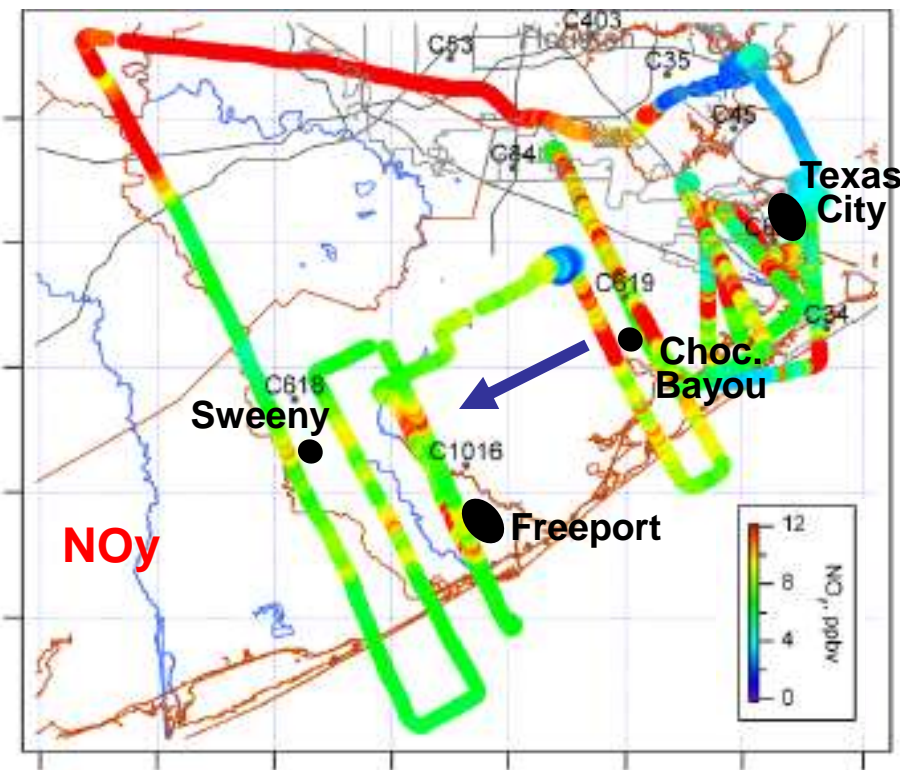 C403
C53
C35
C45
C84
Texas
City
C619
C34
Choc.
Bayou
C618
Sweeny
C1016
Freeport
NOy
12
8
4
0
NOy, ppbv